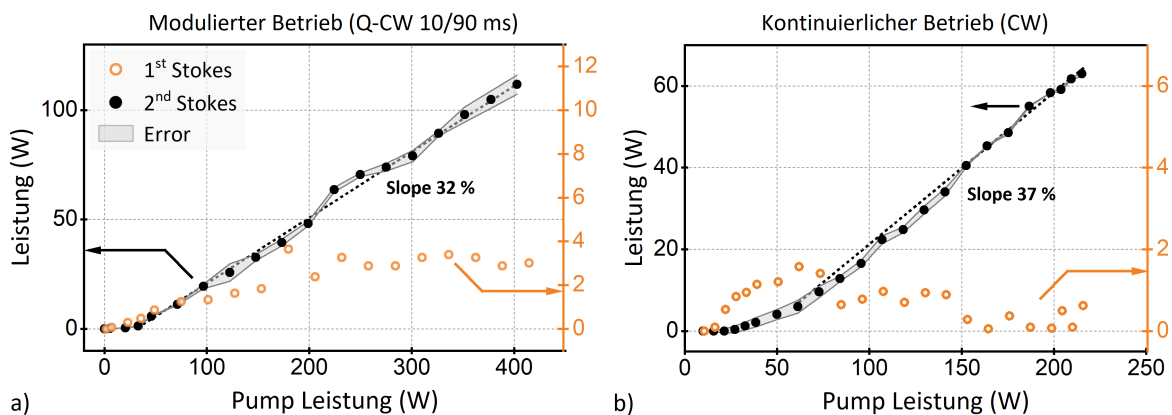 Modulierter Betrieb (Q-CW 10/90 ms)
1st Stokes
2nd Stokes
Error
Slope 32 %
Leistung (W)
100
50
0
12
10
8
6
4
2
0
0 100 200 300 400
Pump Leistung (W)
a)
Kontinuierlicher Betrieb (CW)
Slope 37 %
Leistung (W)
60
40
20
0
6
4
2
0
0 50 100 150 200 250
Pump Leistung (W)
b)